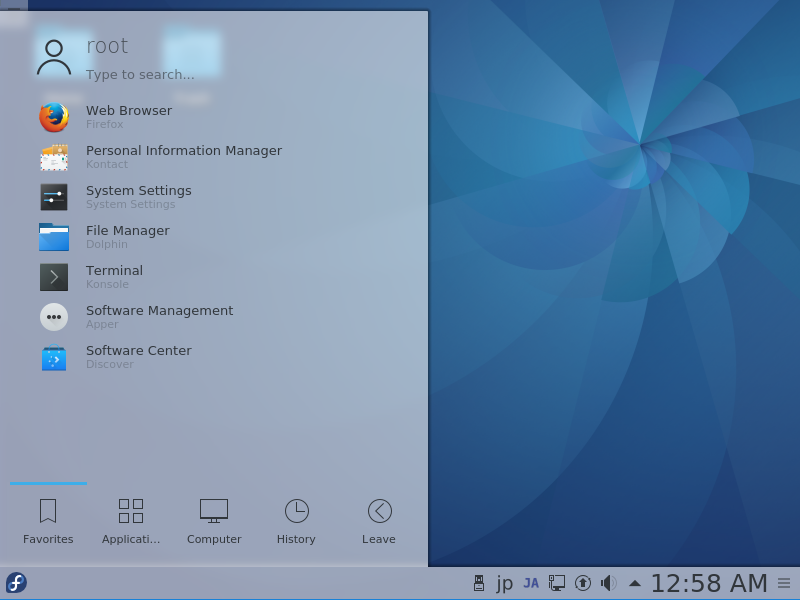 root
Type to search...
Web Browser
Firefox
Personal Information Manager
Kontact
System Settings
System Settings
File Manager
Dolphin
Terminal
Konsole
Software Management
Apper
Software Center
Discover
Favorites
Applicati...
Computer
History
Leave
jp JA 12:58 AM